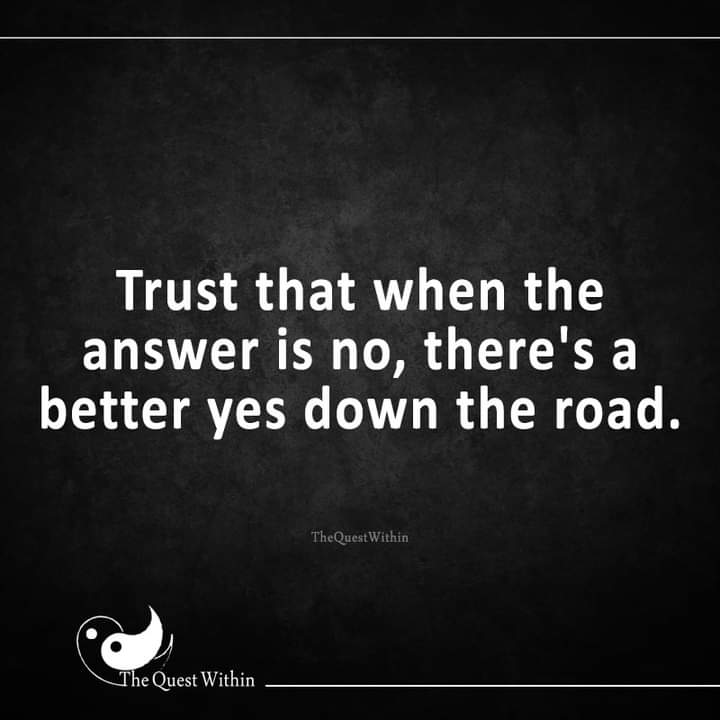 Trust that when the
answer is no, there's a
better yes down the road.
TheQuestWithin
The Quest Within